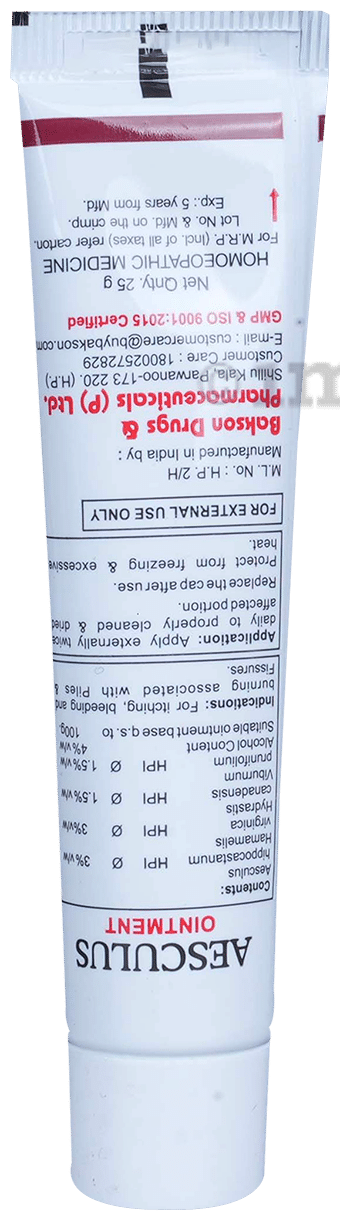 AESCULUS
OINTMENT
Contents:
Aesculus
hippocastanum HPI Ø 3%v/v
Hamamelis
virginica HPI Ø 3%v/v
Hydrastis
canadensis HPI Ø 1.5%v/v
Viburnum
prunifolium HPI Ø 1.5%v/v
Alcohol Content 4% v/v
Suitable ointment base q.s. to 100g.
Indications: For itching, bleeding and
burning associated with Piles &
Fissures.
Application: Apply externally twice
daily to properly cleaned & dried
affected portion.
Replace the cap after use.
Protect from freezing & excessive
heat.
FOR EXTERNAL USE ONLY
M.L. No. : H.P. 2/H
Manufactured in India by :
Bakson Drugs &
Pharmaceuticals (P) Ltd.
Shilli Kala, Parwanoo-173 220. (H.P.)
Customer Care : 18002572829
E-mail : customercare@buybakson.com
GMP & ISO 9001:2015 Certified
Net Qnty. 25 g
HOMOEOPATHIC MEDICINE
For M.R.P. (Incl. of all taxes) refer carton.
Lot No. & Mfd. on the crimp.
Exp.: 5 years from Mfd.